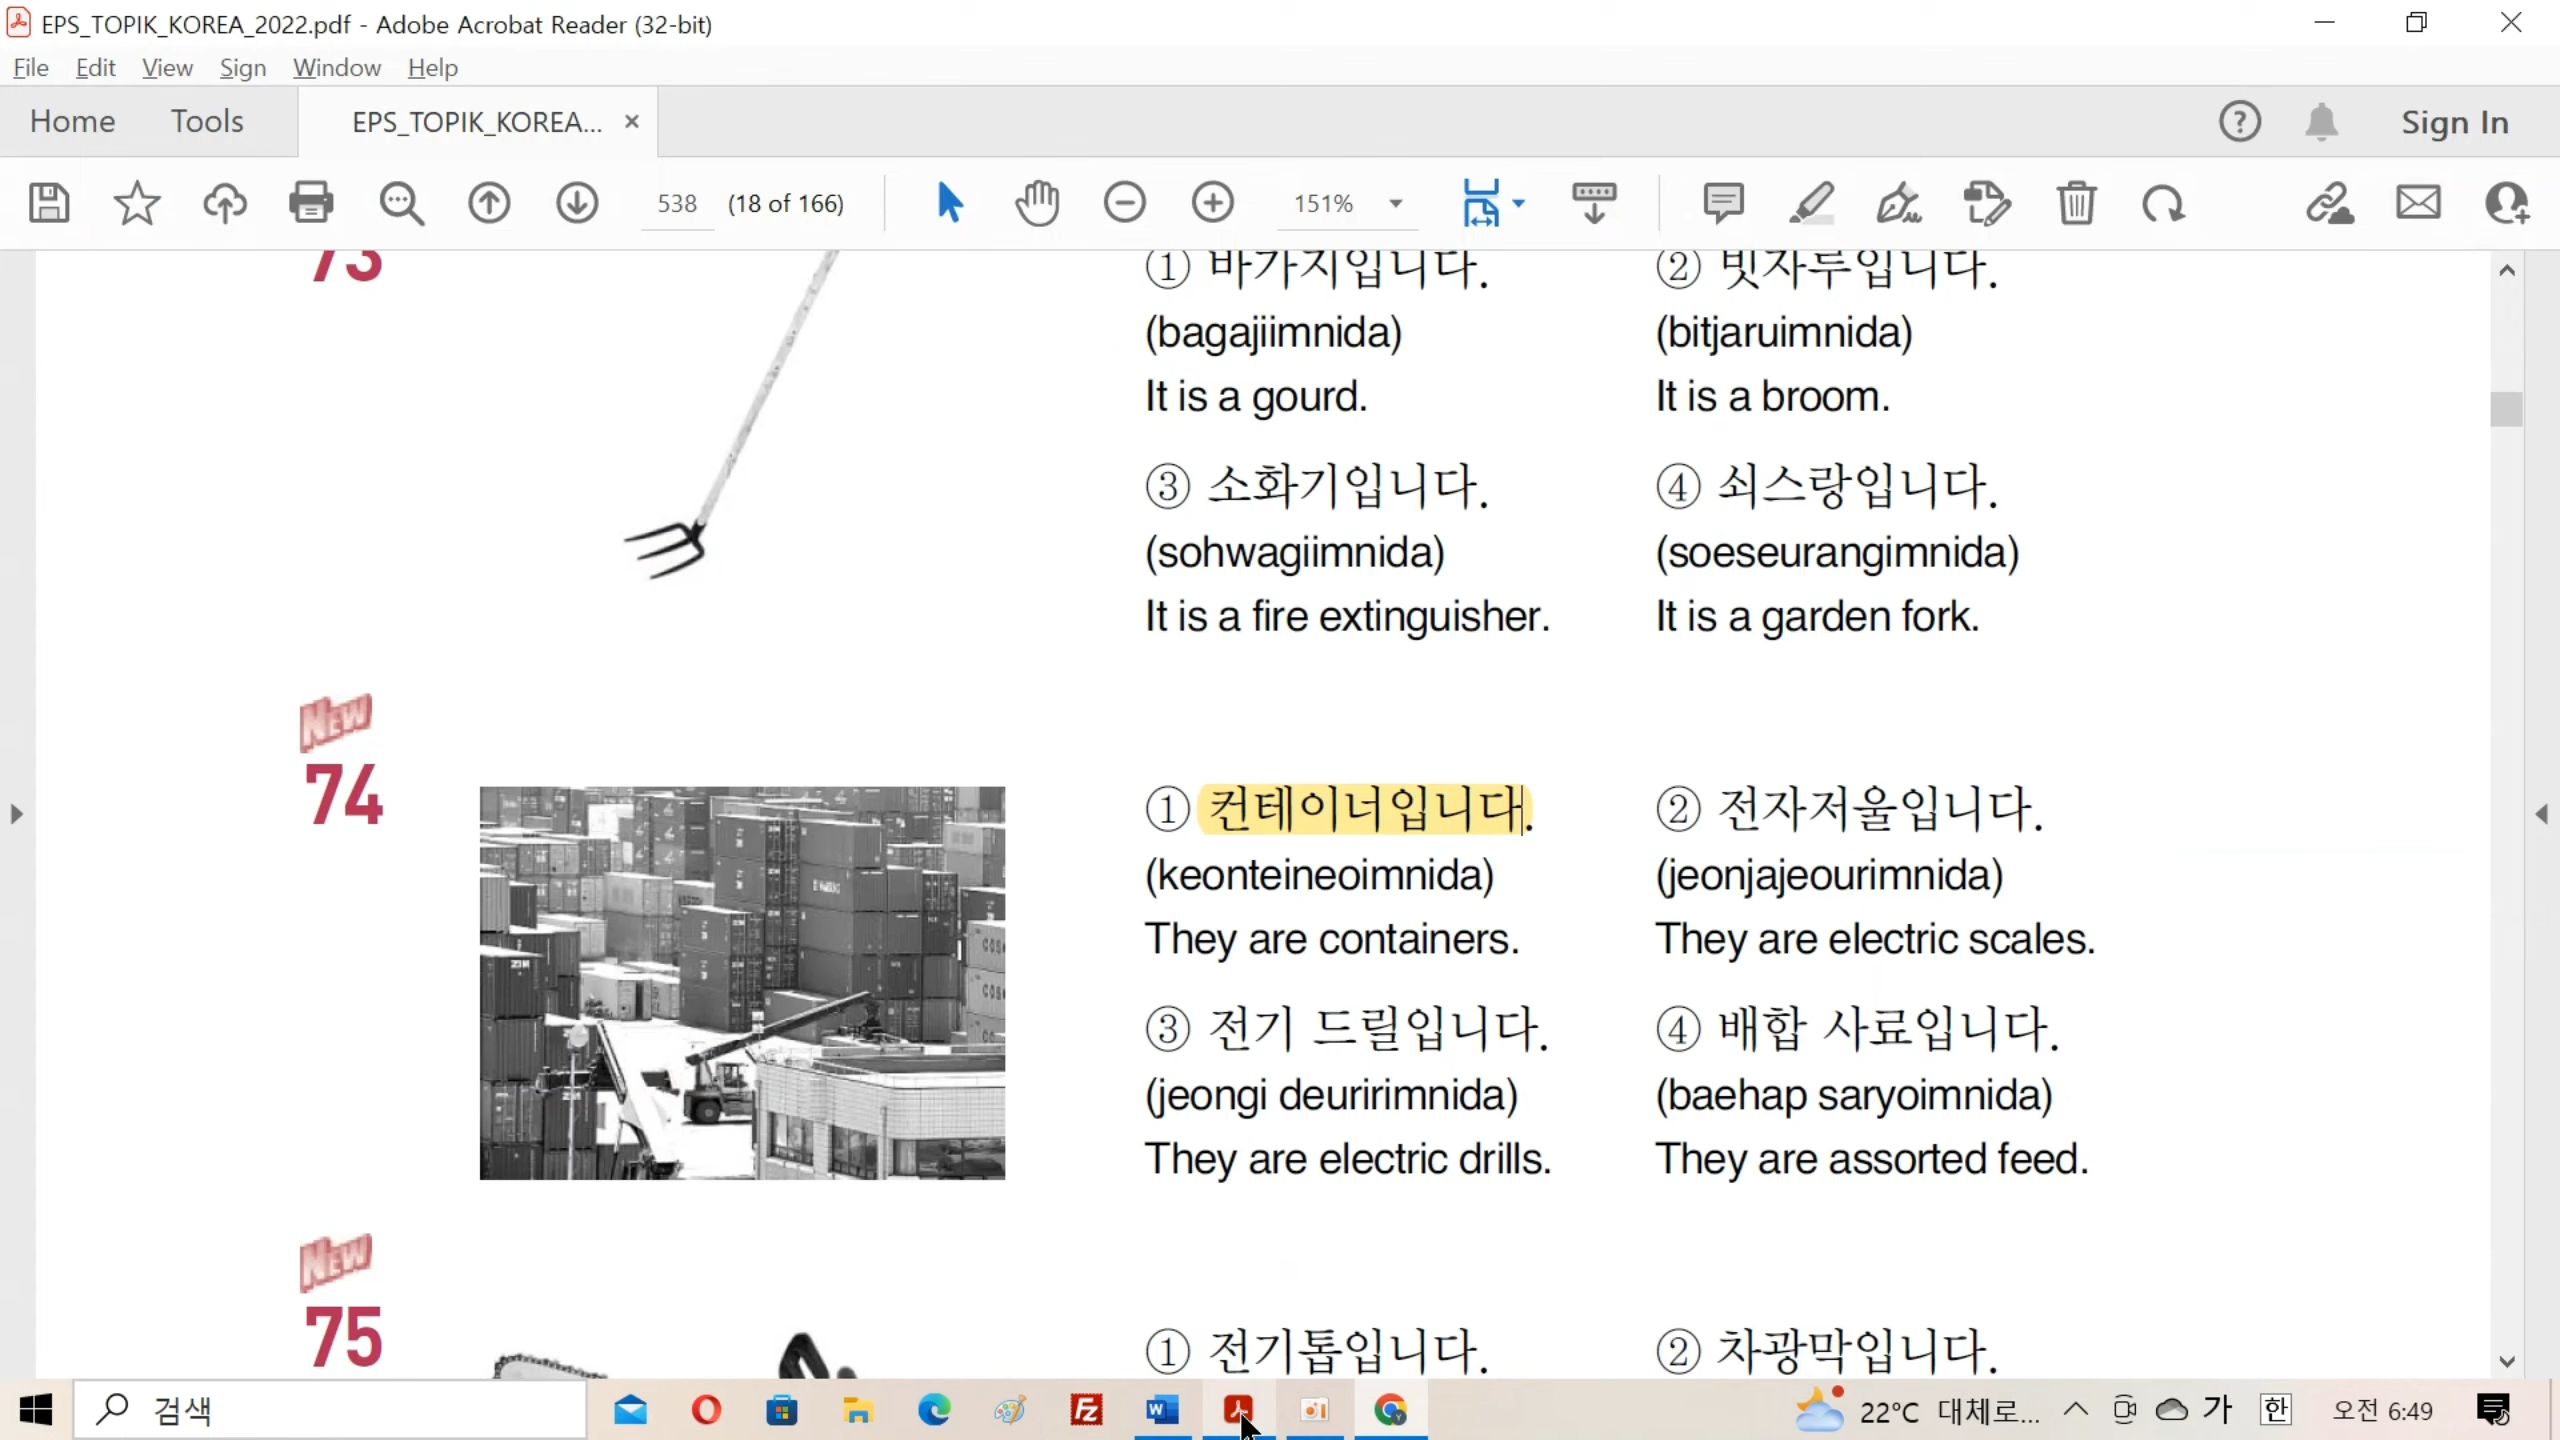 EPS_TOPIK_KOREA_2022.pdf - Adobe Acrobat Reader (32-bit)
File Edit View Sign Window Help
Home Tools EPS_TOPIK_KOREA... × Sign In
538 (18 of 166) 151%
73 ① 바가지입니다. ② 빗자루입니다.
(bagajiimnida) (bitjaruimnida)
It is a gourd. It is a broom.
③ 소화기입니다. ④ 쇠스랑입니다.
(sohwagiimnida) (soeseurangimnida)
It is a fire extinguisher. It is a garden fork.
NEW
74 ① 컨테이너입니다. ② 전자저울입니다.
(keonteineoimnida) (jeonjajeourimnida)
They are containers. They are electric scales.
③ 전기 드릴입니다. ④ 배합 사료입니다.
(jeongi deuririmnida) (baehap saryoimnida)
They are electric drills. They are assorted feed.
ZIM
NEW
75 ① 전기톱입니다. ② 차광막입니다.
검색 22°C 대체로... 가 한 오전 6:49